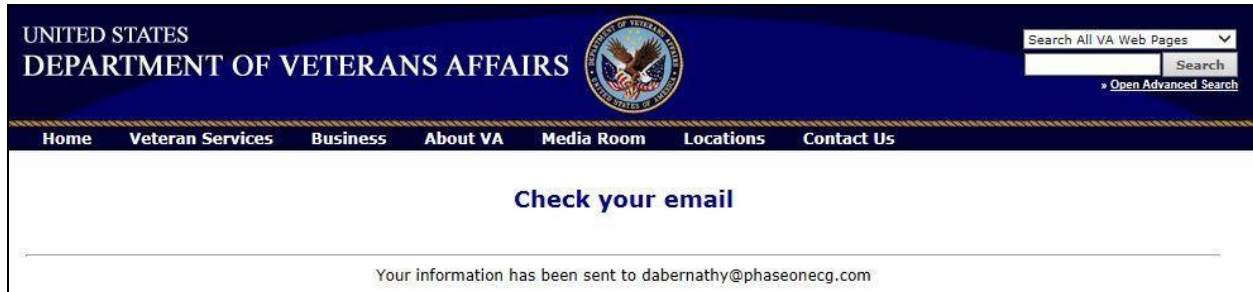 UNITED STATES
DEPARTMENT OF VETERANS AFFAIRS
Search All VA Web Pages
Search
» Open Advanced Search
Home Veteran Services Business About VA Media Room Locations Contact Us
Check your email
Your information has been sent to dabernathy@phaseonecg.com